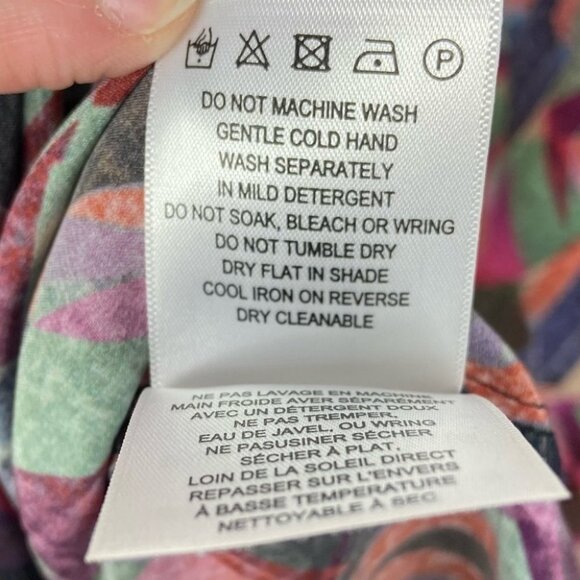 P
DO NOT MACHINE WASH
GENTLE COLD HAND
WASH SEPARATELY
IN MILD DETERGENT
DO NOT SOAK, BLEACH OR WRING
DO NOT TUMBLE DRY
DRY FLAT IN SHADE
COOL IRON ON REVERSE
DRY CLEANABLE
NE PAS LAVAGE EN MACHINE
MAIN FROIDE AVER SÉPARÉMENT
AVEC UN DÉTERGENT DOUX
NE PAS TREMPER,
EAU DE JAVEL, OU WRING
NE PASUSINER SÉCHER
SÉCHER À PLAT,
LOIN DE LA SOLEIL DIRECT
REPASSER SUR L'ENVERS
À BASSE TEMPÉRATURE
NETTOYABLE À SEC